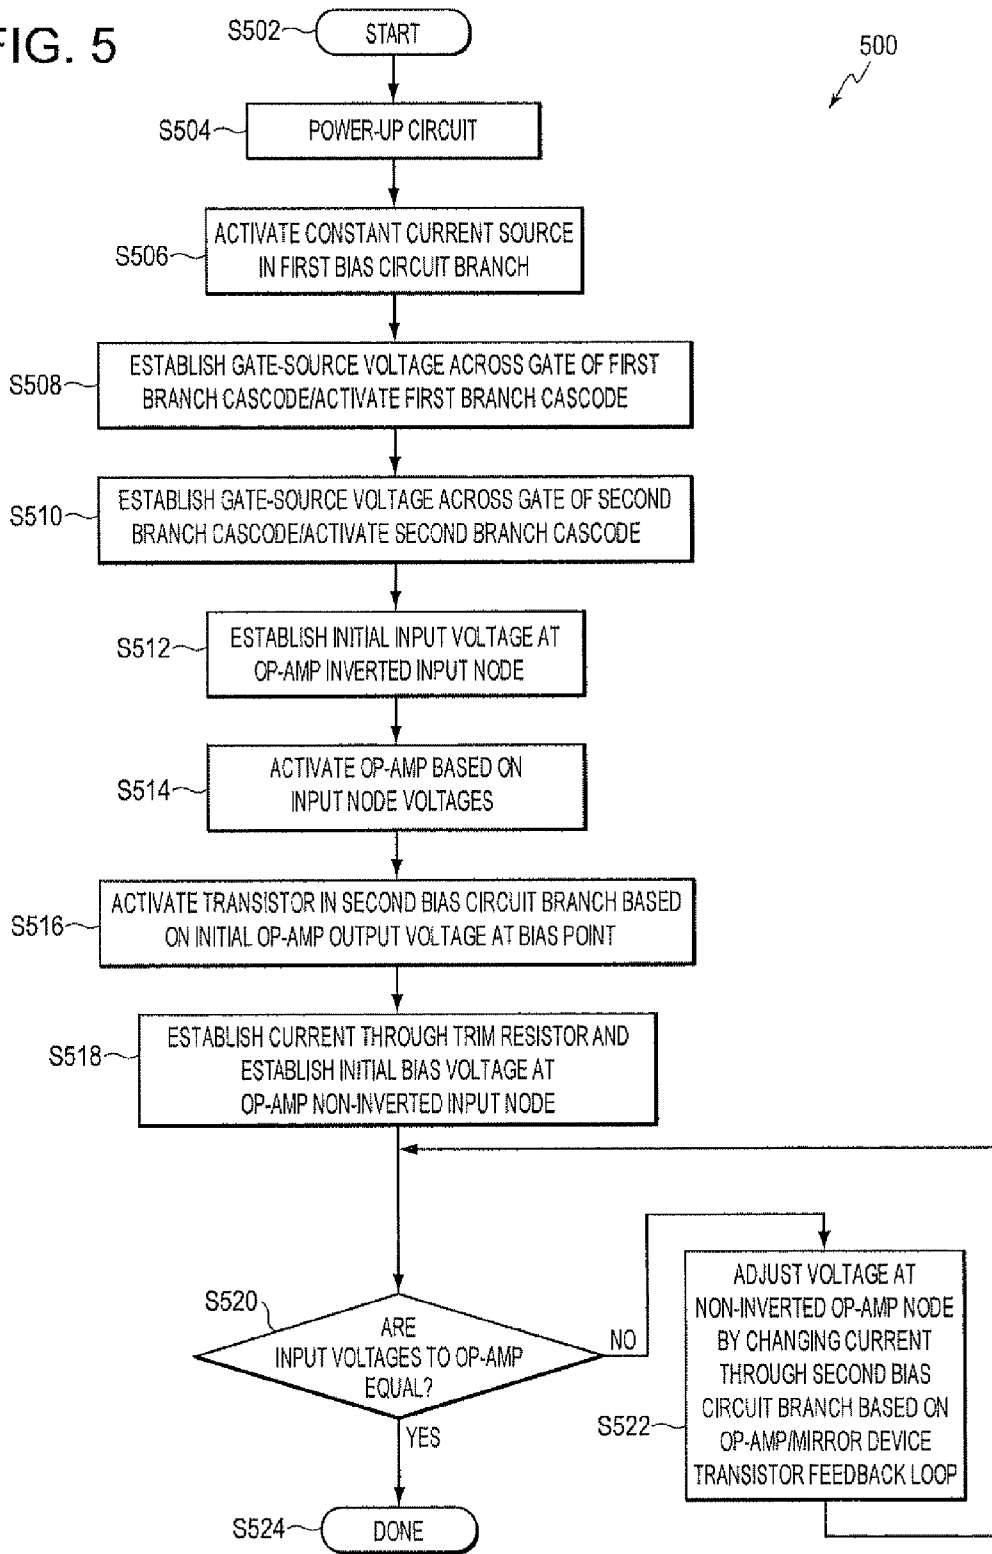 FIG. 5
500
S502
START
S504
POWER-UP CIRCUIT
S506
ACTIVATE CONSTANT CURRENT SOURCE
IN FIRST BIAS CIRCUIT BRANCH
S508
ESTABLISH GATE-SOURCE VOLTAGE ACROSS GATE OF FIRST
BRANCH CASCODE/ACTIVATE FIRST BRANCH CASCODE
S510
ESTABLISH GATE-SOURCE VOLTAGE ACROSS GATE OF SECOND
BRANCH CASCODE/ACTIVATE SECOND BRANCH CASCODE
S512
ESTABLISH INITIAL INPUT VOLTAGE AT
OP-AMP INVERTED INPUT NODE
S514
ACTIVATE OP-AMP BASED ON
INPUT NODE VOLTAGES
S516
ACTIVATE TRANSISTOR IN SECOND BIAS CIRCUIT BRANCH BASED
ON INITIAL OP-AMP OUTPUT VOLTAGE AT BIAS POINT
S518
ESTABLISH CURRENT THROUGH TRIM RESISTOR AND
ESTABLISH INITIAL BIAS VOLTAGE AT
OP-AMP NON-INVERTED INPUT NODE
S520
ARE
INPUT VOLTAGES TO OP-AMP
EQUAL?
NO
YES
S522
ADJUST VOLTAGE AT
NON-INVERTED OP-AMP NODE
BY CHANGING CURRENT
THROUGH SECOND BIAS
CIRCUIT BRANCH BASED ON
OP-AMP/MIRROR DEVICE
TRANSISTOR FEEDBACK LOOP
S524
DONE